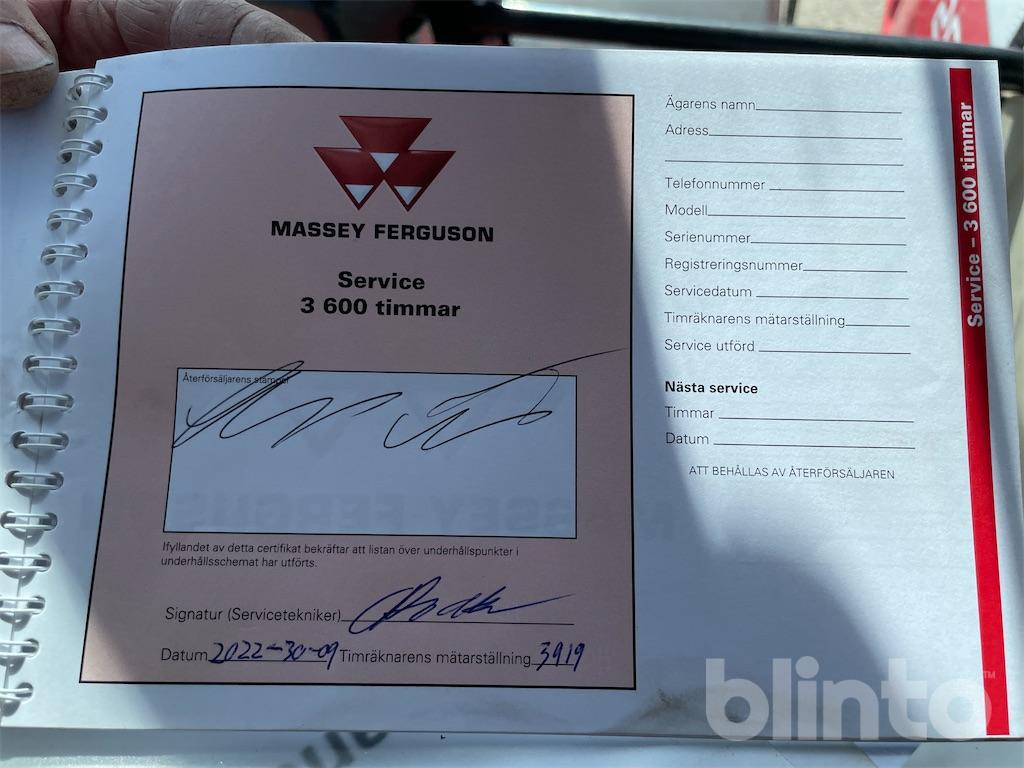 MASSEY FERGUSON
Service
3 600 timmar
Återförsäljarens stämpel
Ifyllandet av detta certifikat bekräftar att listan över underhållspunkter i
underhållsschemat har utförts.
Signatur (Servicetekniker)
Datum 2022-30-09 Timräknarens mätarställning 3919
Ägarens namn
Adress
Telefonnummer
Modell
Serienummer
Registreringsnummer
Servicedatum
Timräknarens mätarställning
Service utförd
Nästa service
Timmar
Datum
ATT BEHÅLLAS AV ÅTERFÖRSÄLJAREN
Service – 3 600 timmar
blinto™